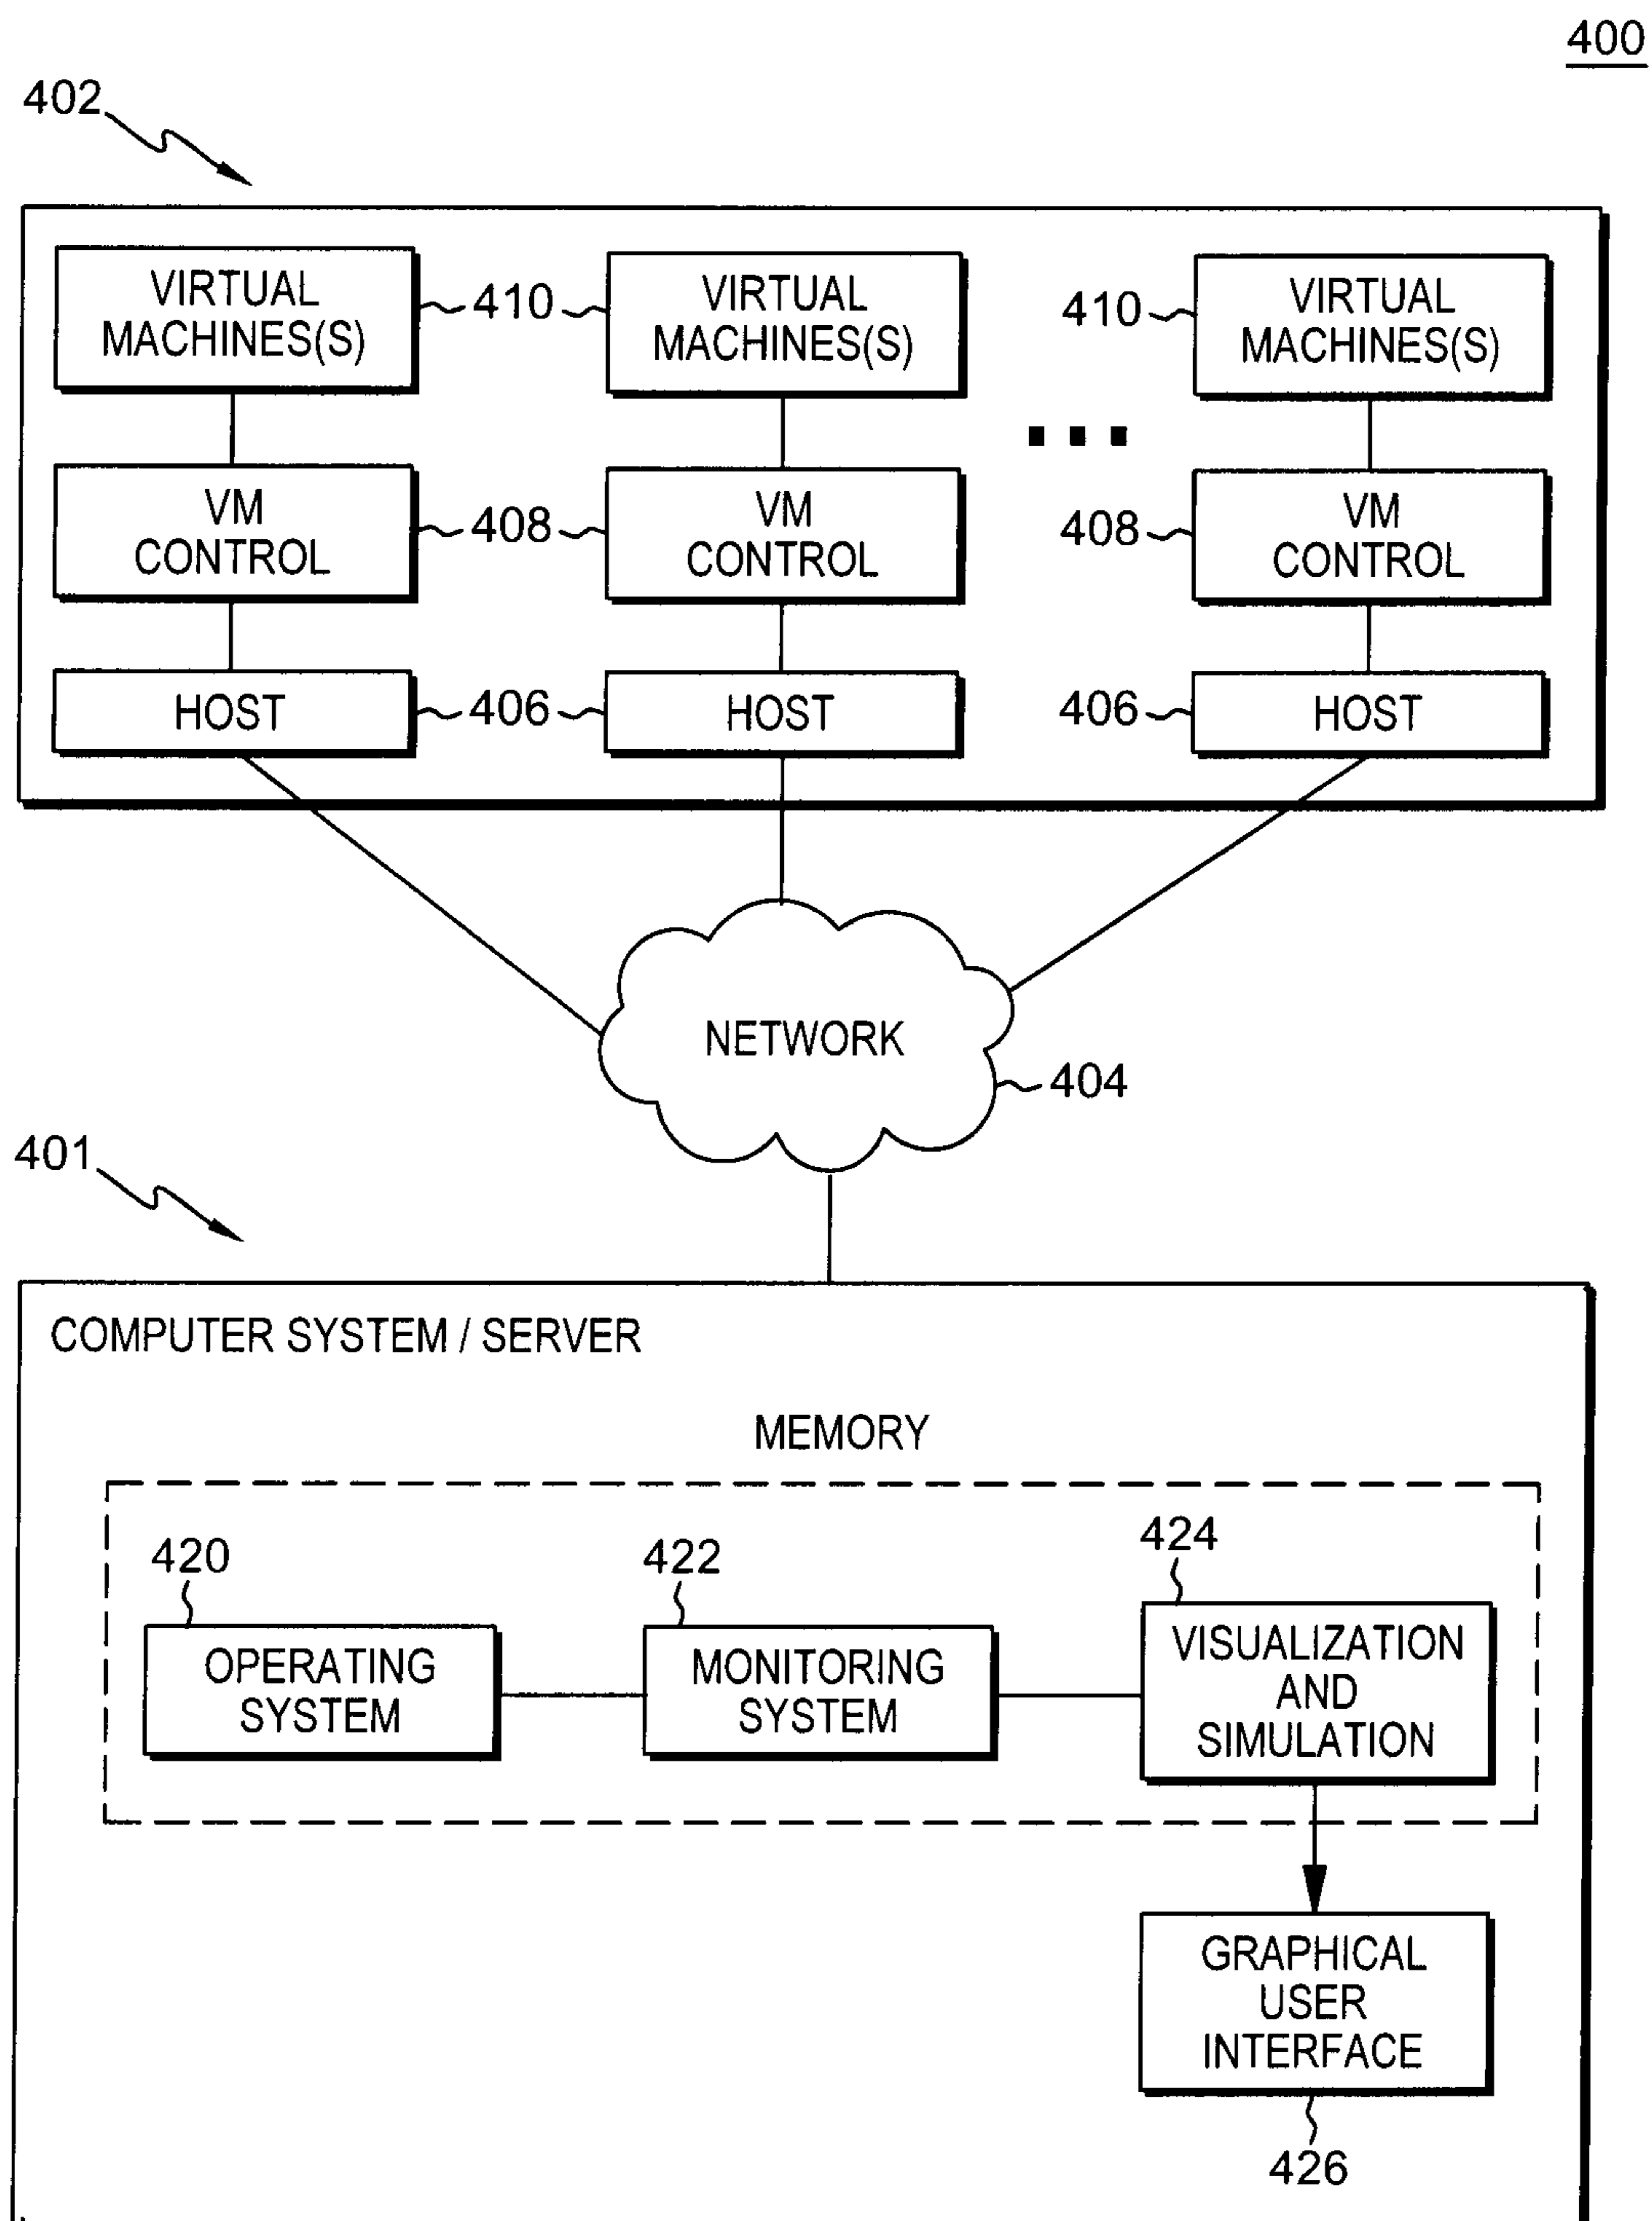 400
402
VIRTUAL
MACHINES(S)
410
VIRTUAL
MACHINES(S)
410
VIRTUAL
MACHINES(S)
VM
CONTROL
408
VM
CONTROL
408
VM
CONTROL
HOST
406
HOST
406
HOST
NETWORK
404
401
COMPUTER SYSTEM / SERVER
MEMORY
420
OPERATING
SYSTEM
422
MONITORING
SYSTEM
424
VISUALIZATION
AND
SIMULATION
GRAPHICAL
USER
INTERFACE
426